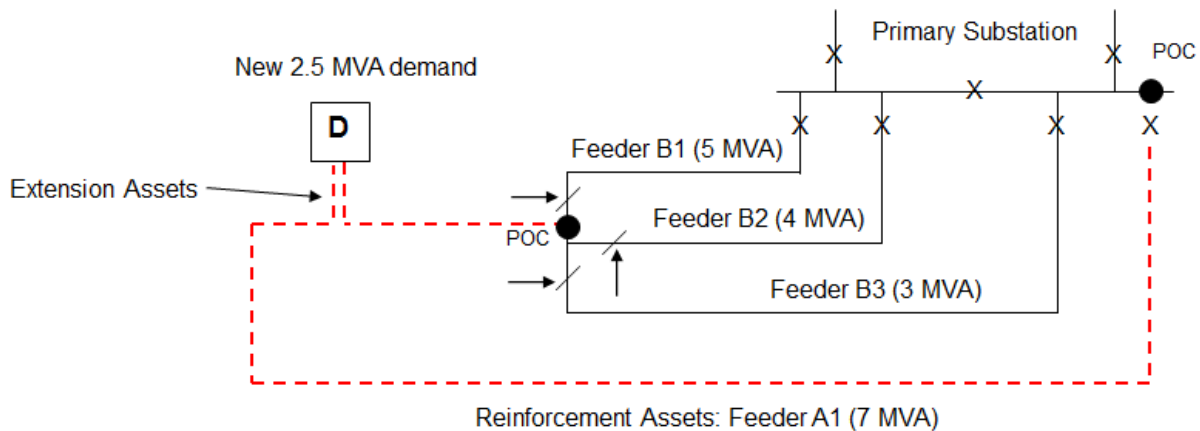 Primary Substation
POC
New 2.5 MVA demand
X
X
X
D
X
X
X
X
Feeder B1 (5 MVA)
Extension Assets
Feeder B2 (4 MVA)
POC
Feeder B3 (3 MVA)
Reinforcement Assets: Feeder A1 (7 MVA)